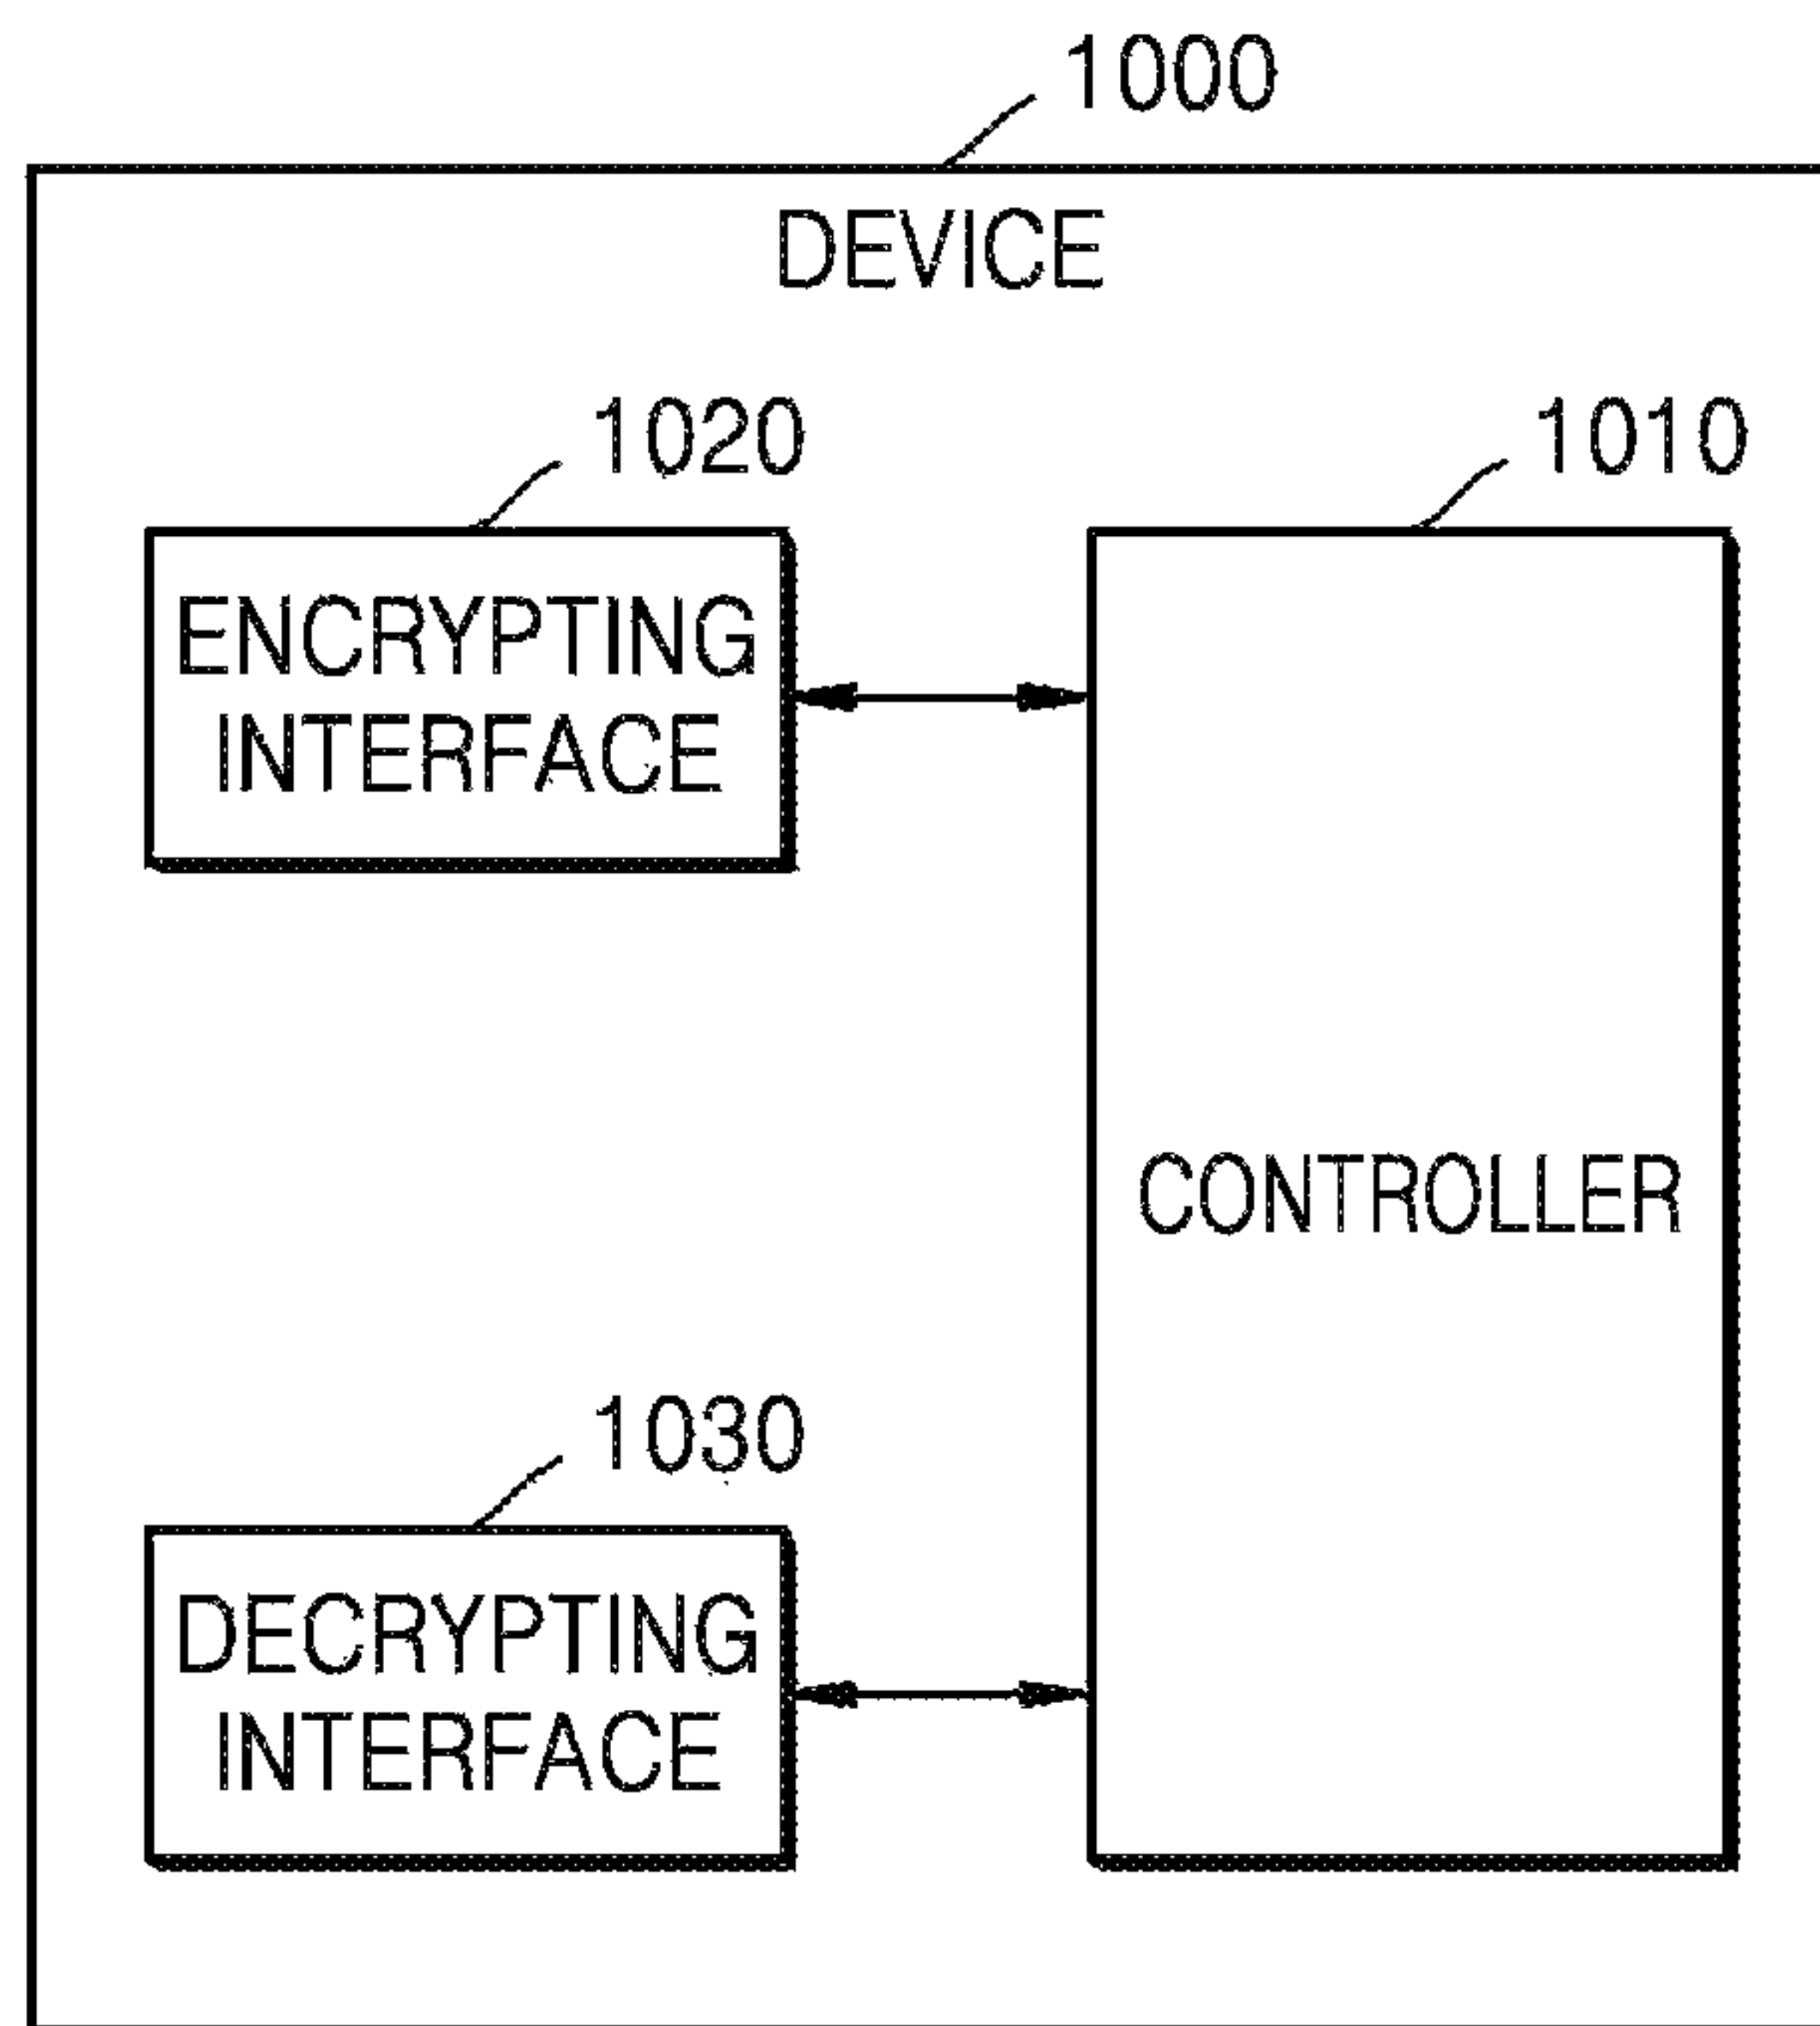 1000
DEVICE
1020
1010
ENCRYPTING
INTERFACE
CONTROLLER
1030
DECRYPTING
INTERFACE